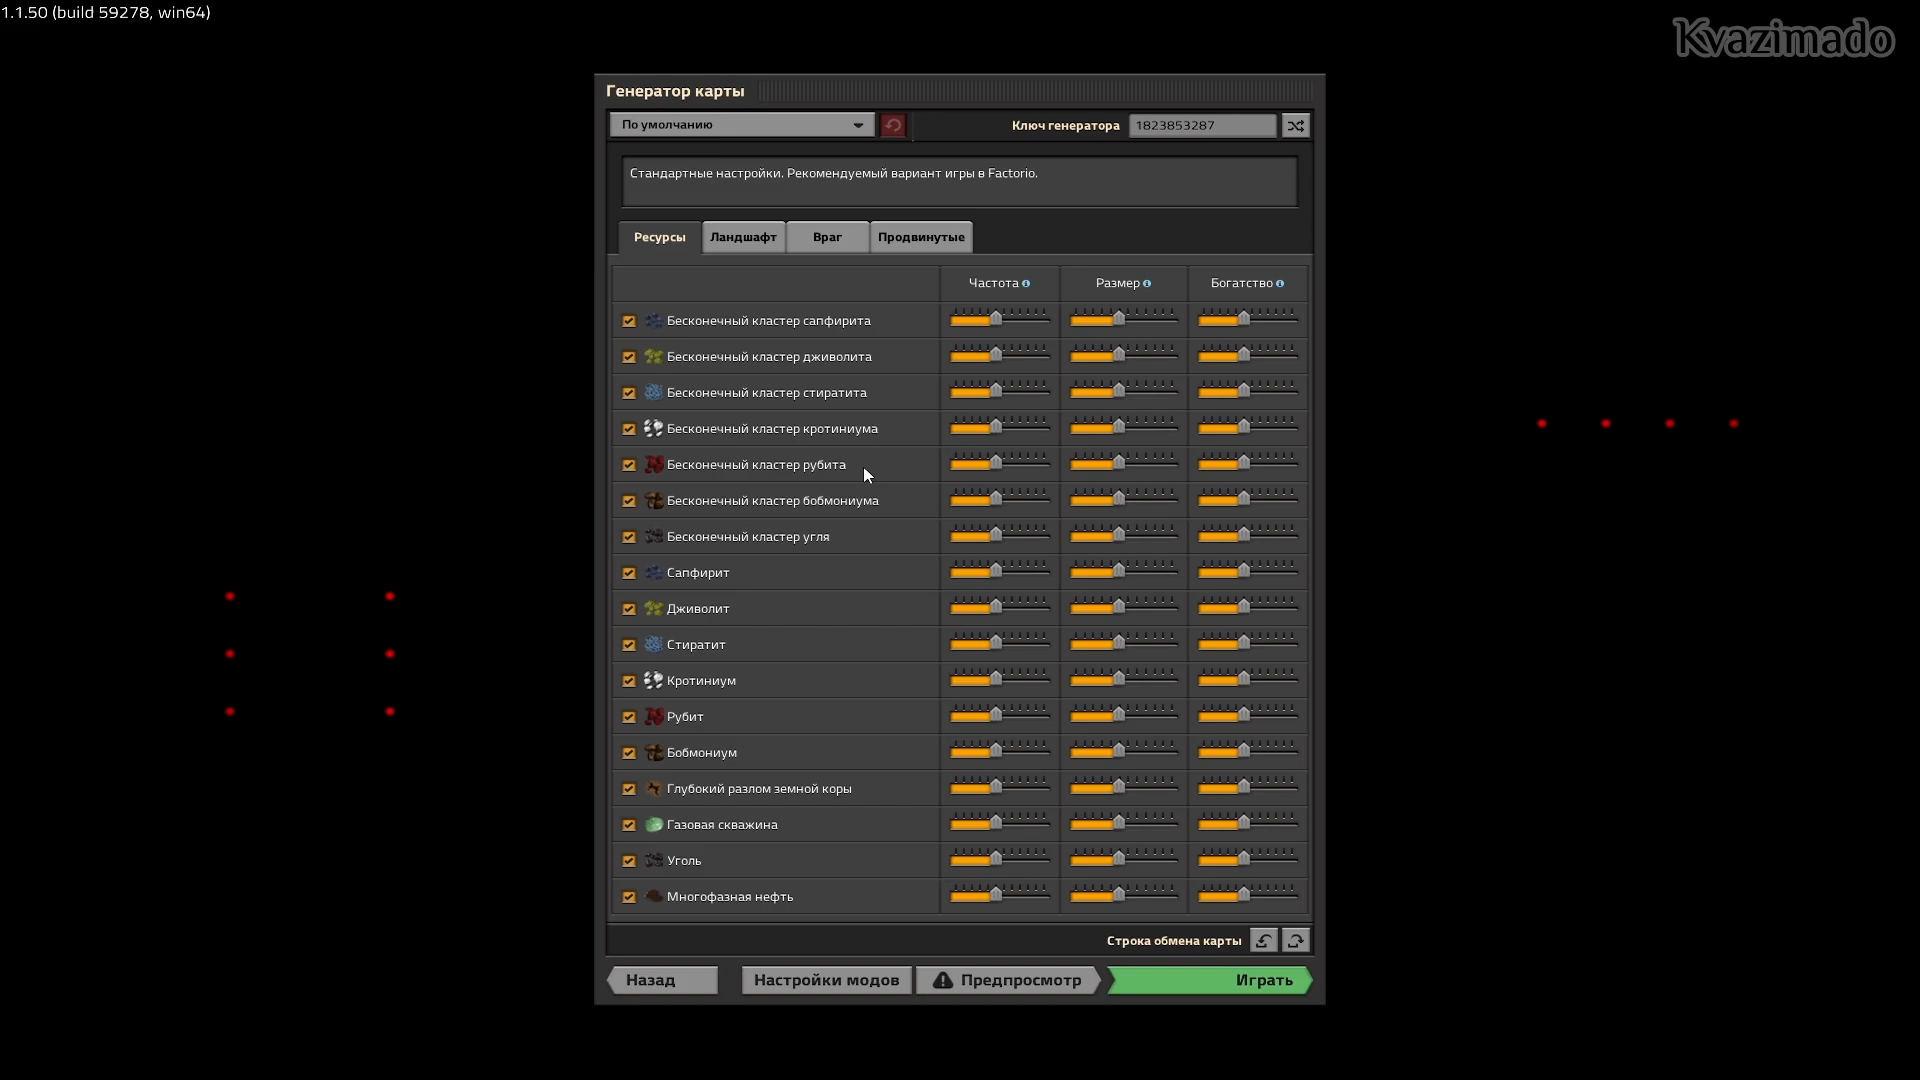 1.1.50 (build 59278, win64)
Kvazimado
Генератор карты
По умолчанию
Ключ генератора
1823853287
Стандартные настройки. Рекомендуемый вариант игры в Factorio.
Ресурсы
Ландшафт
Враг
Продвинутые
Частота
Размер
Богатство
Бесконечный кластер сапфирита
Бесконечный кластер дживолита
Бесконечный кластер стиратита
Бесконечный кластер кротиниума
Бесконечный кластер рубита
Бесконечный кластер бобмониума
Бесконечный кластер угля
Сапфирит
Дживолит
Стиратит
Кротиниум
Рубит
Бобмониум
Глубокий разлом земной коры
Газовая скважина
Уголь
Многофазная нефть
Строка обмена карты
Назад
Настройки модов
Предпросмотр
Играть